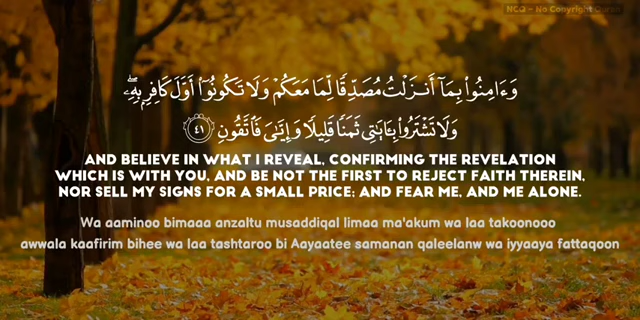 NCQ - No Copyright Quran
وَءَامِنُوا۟ بِمَآ أَنزَلْتُ مُصَدِّقًا لِّمَا مَعَكُمْ وَلَا تَكُونُوٓا۟ أَوَّلَ كَافِرٍۭ بِهِۦۖ
وَلَا تَشْتَرُوا۟ بِـَٔايَـٰتِى ثَمَنًا قَلِيلًا وَإِيَّـٰىَ فَٱتَّقُونِ ٤١
AND BELIEVE IN WHAT I REVEAL, CONFIRMING THE REVELATION
WHICH IS WITH YOU, AND BE NOT THE FIRST TO REJECT FAITH THEREIN,
NOR SELL MY SIGNS FOR A SMALL PRICE; AND FEAR ME, AND ME ALONE.
Wa aaminoo bimaaa anzaltu musaddiqal limaa ma'akum wa laa takoonooo
awwala kaafirim bihee wa laa tashtaroo bi Aayaatee samanan qaleelanw wa iyyaaya fattaqoon